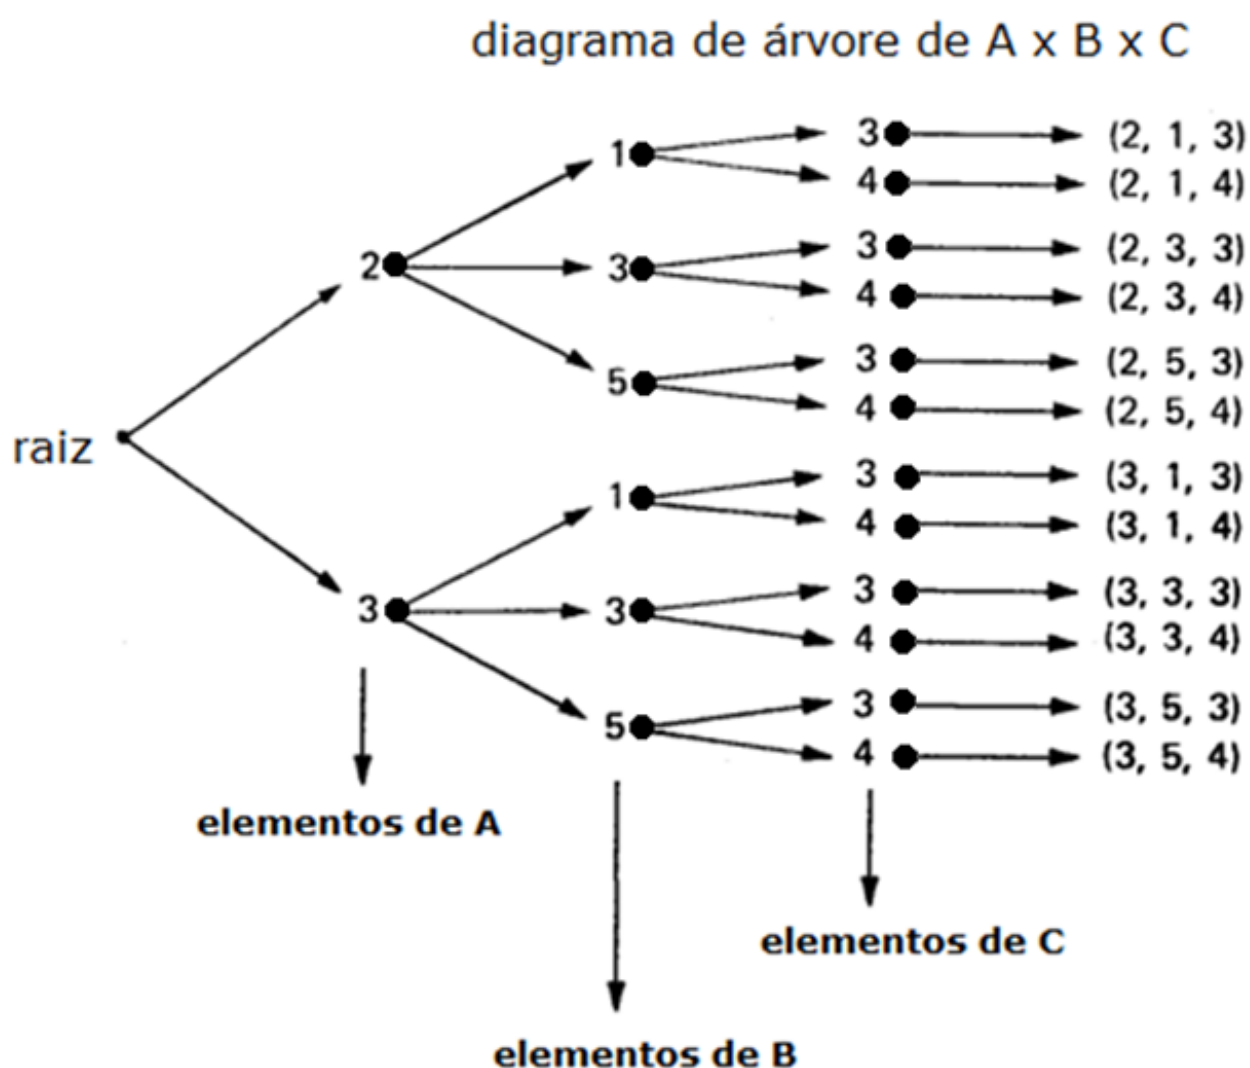 diagrama de árvore de A x B x C
3 (2, 1, 3)
1
4 (2, 1, 4)
3 (2, 3, 3)
2 3
4 (2, 3, 4)
3 (2, 5, 3)
5
4 (2, 5, 4)
raiz
3 (3, 1, 3)
1
4 (3, 1, 4)
3 (3, 3, 3)
3 3
4 (3, 3, 4)
3 (3, 5, 3)
5
4 (3, 5, 4)
elementos de A
elementos de C
elementos de B